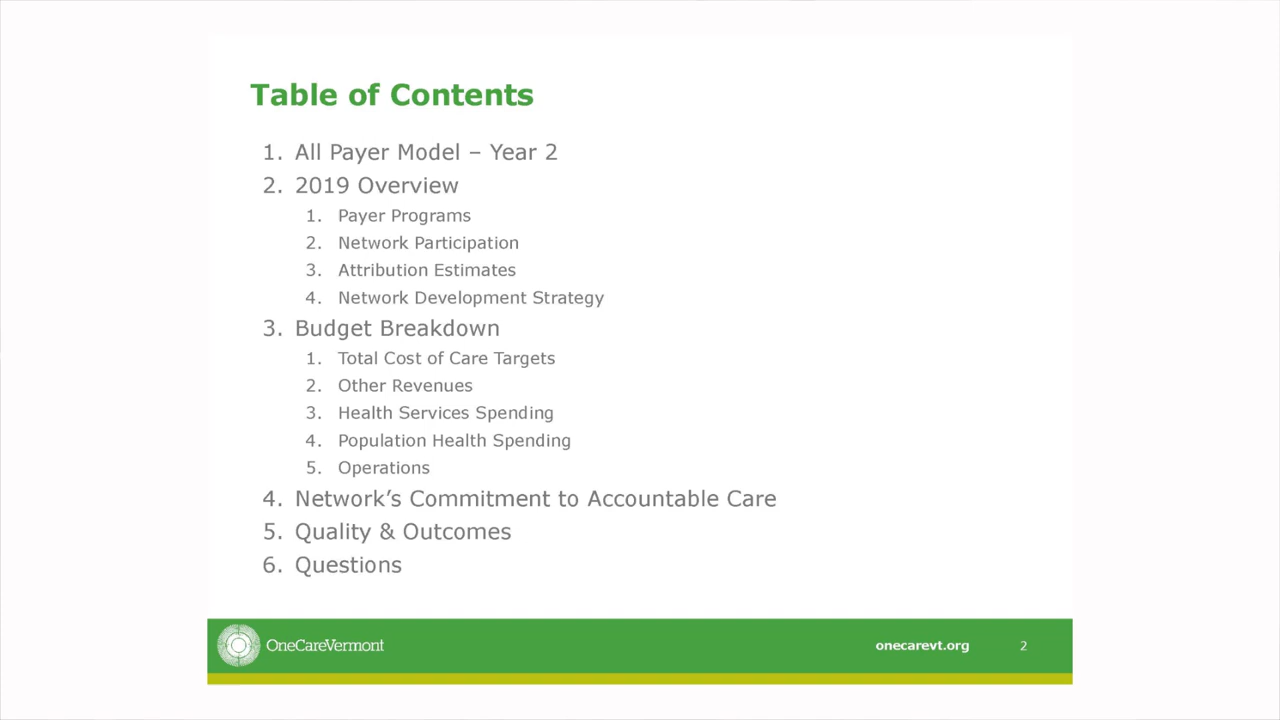 Table of Contents
1. All Payer Model – Year 2
2. 2019 Overview
1. Payer Programs
2. Network Participation
3. Attribution Estimates
4. Network Development Strategy
3. Budget Breakdown
1. Total Cost of Care Targets
2. Other Revenues
3. Health Services Spending
4. Population Health Spending
5. Operations
4. Network’s Commitment to Accountable Care
5. Quality & Outcomes
6. Questions
OneCareVermont
onecarevt.org 2